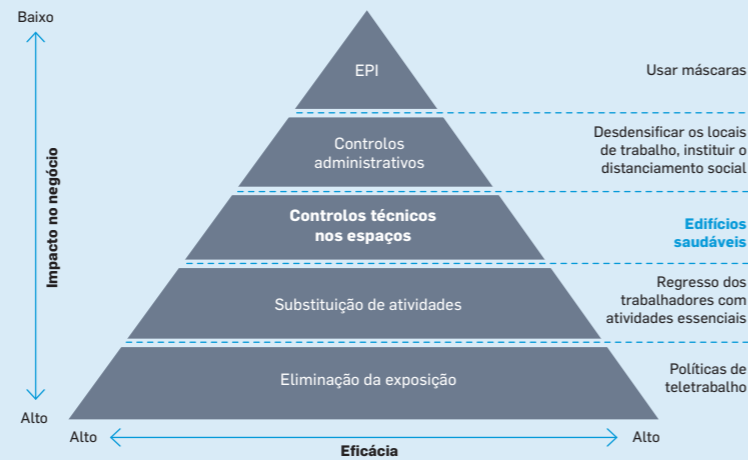 Baixo
EPI
Usar máscaras
Controlos
administrativos
Desdensificar os locais
de trabalho, instituir o
distanciamento social
Impacto no negócio
Controlos técnicos
nos espaços
Edifícios
saudáveis
Substituição de atividades
Regresso dos
trabalhadores com
atividades essenciais
Eliminação da exposição
Políticas de
teletrabalho
Alto
Alto
Eficácia
Alto